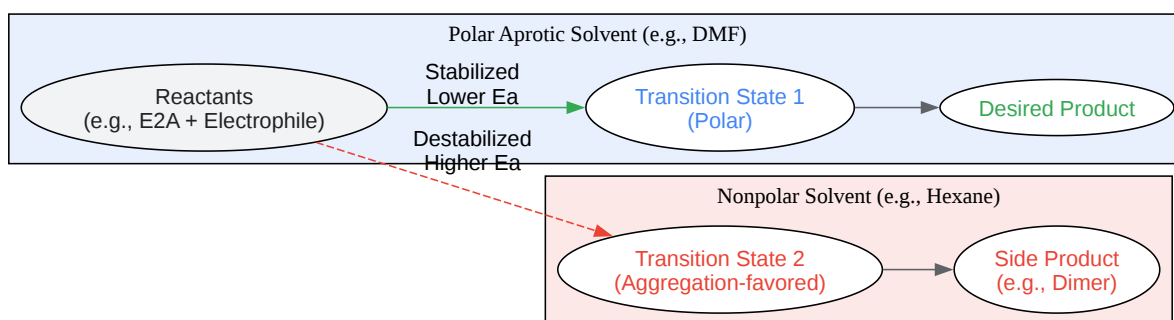 Polar Aprotic Solvent (e.g., DMF)
Reactants
(e.g., E2A + Electrophile)
Stabilized
Lower Ea
Transition State 1
(Polar)
Desired Product
Destabilized
Higher Ea
Nonpolar Solvent (e.g., Hexane)
Transition State 2
(Aggregation-favored)
Side Product
(e.g., Dimer)